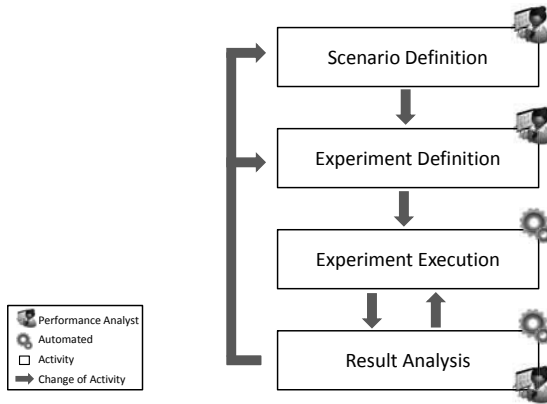 Scenario Definition
Experiment Definition
Experiment Execution
Result Analysis
Performance Analyst
Automated
Activity
Change of Activity